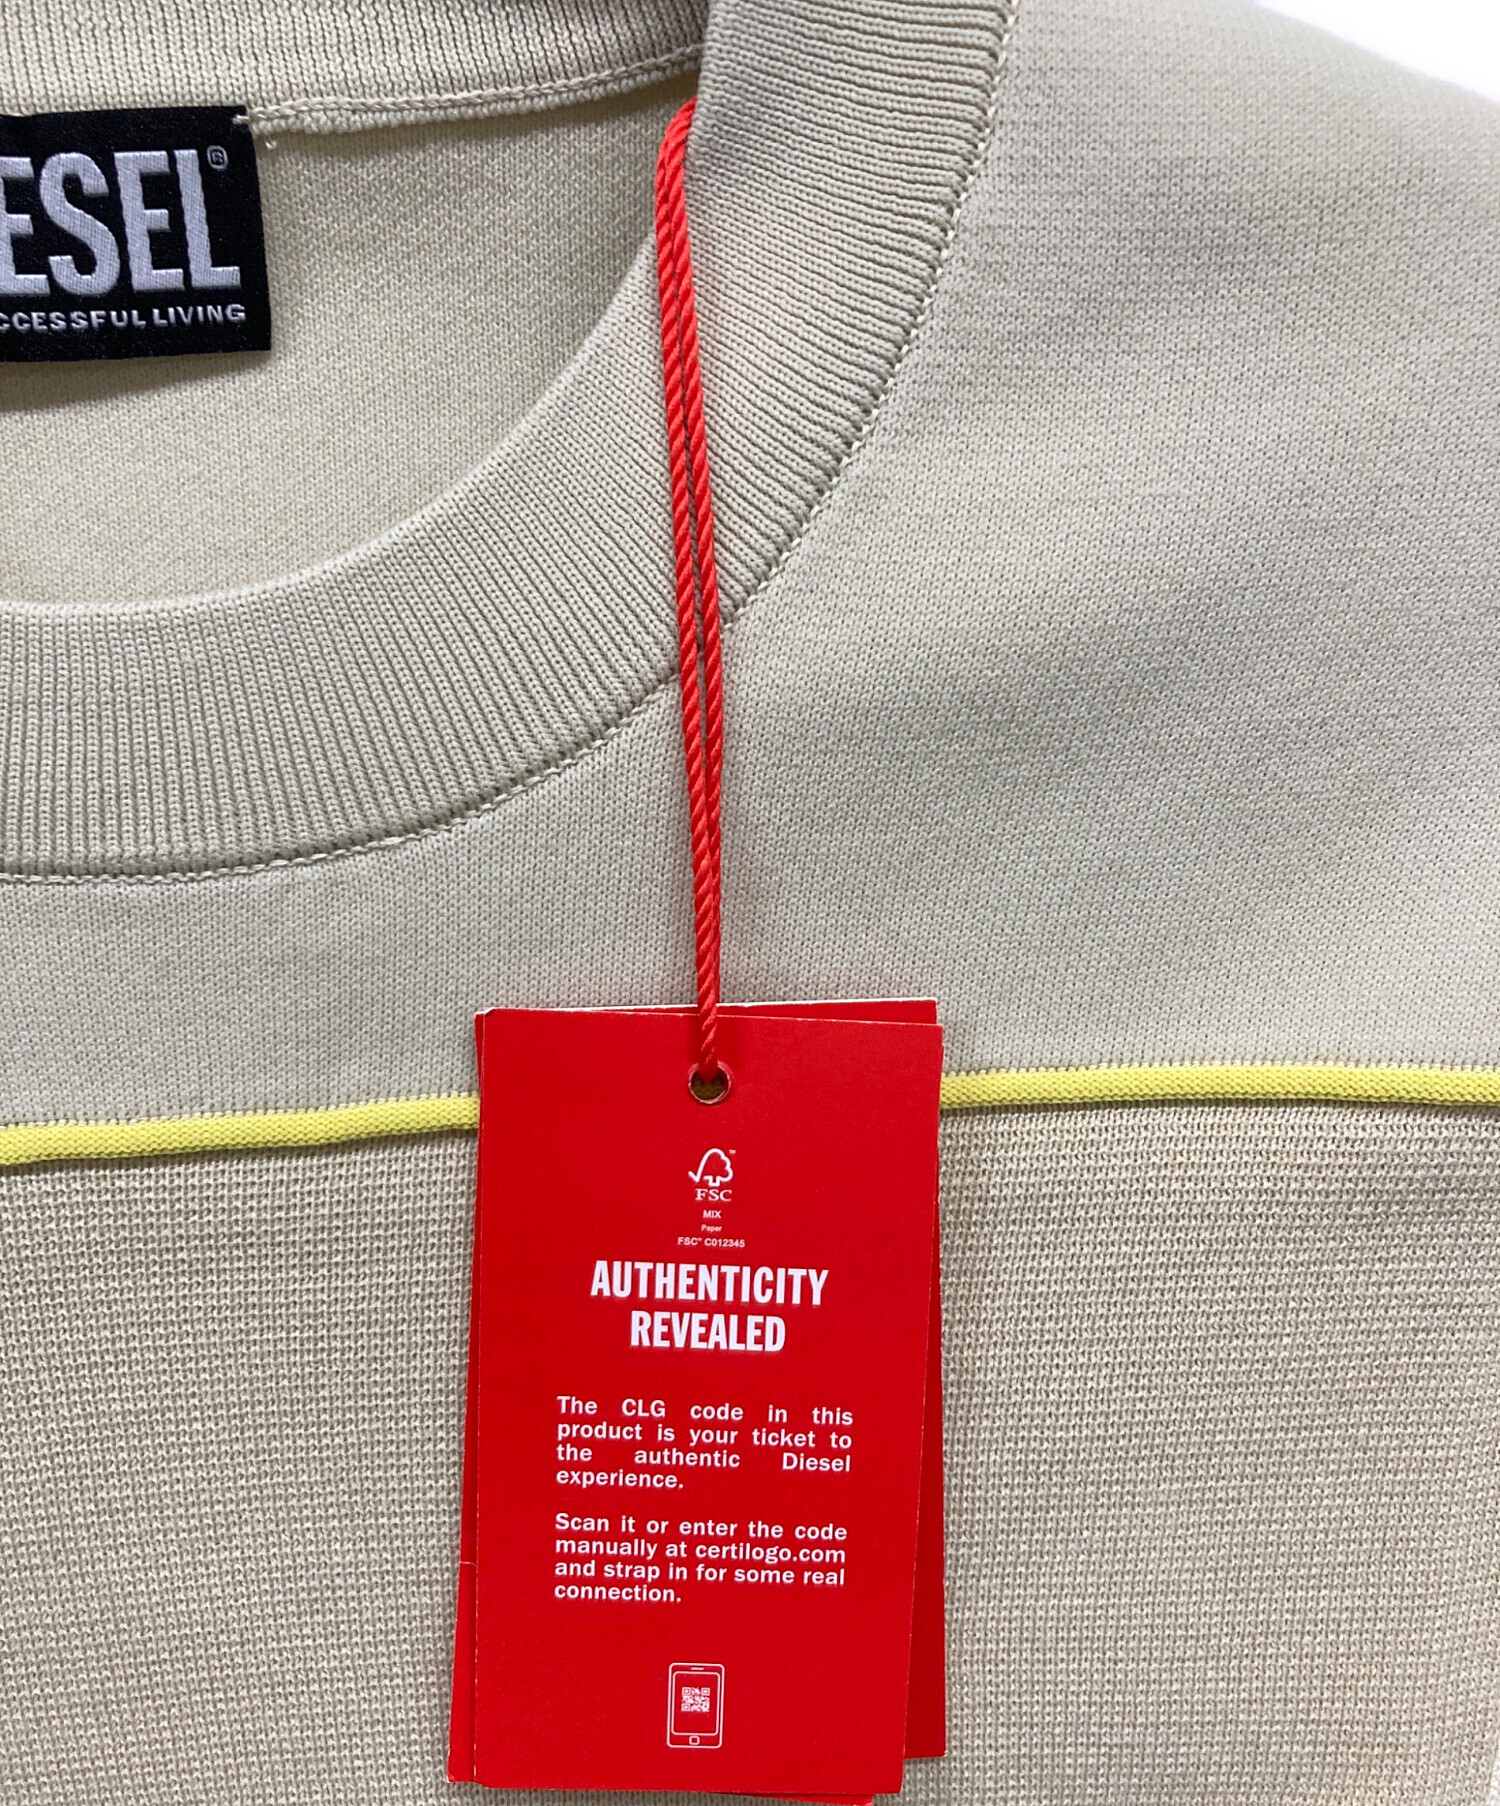 ESEL®
CCESSFUL LIVING
FSC
MIX
Paper
FSC™ C012345
AUTHENTICITY
REVEALED
The CLG code in this
product is your ticket to
the authentic Diesel
experience.
Scan it or enter the code
manually at certilogo.com
and strap in for some real
connection.